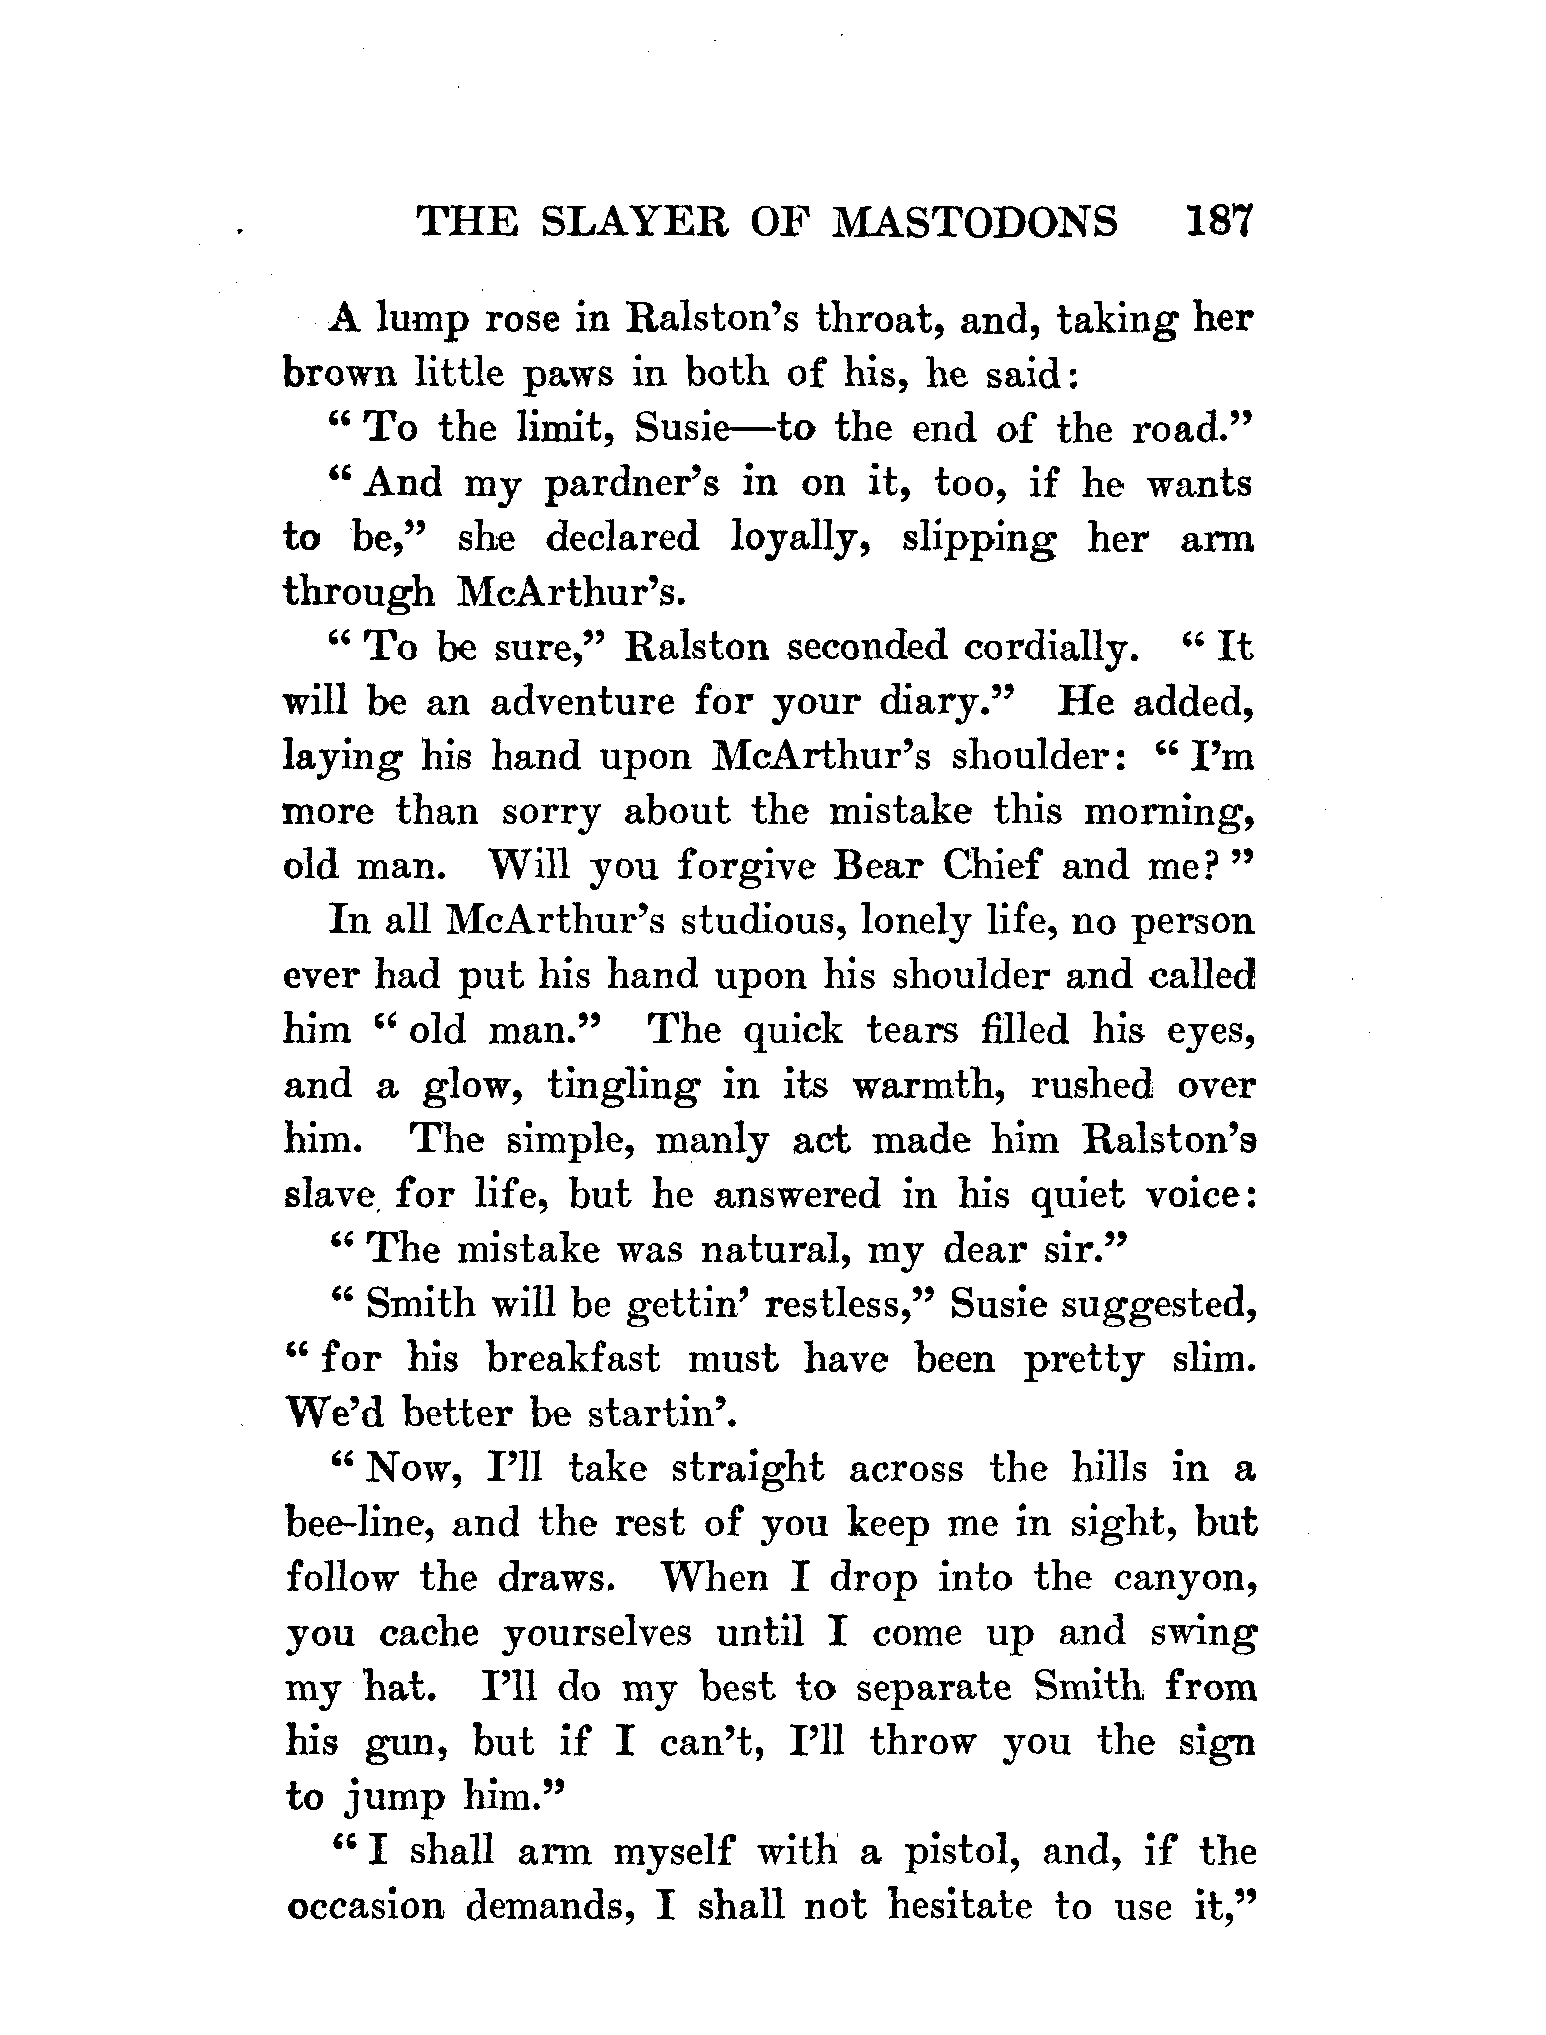 THE SLAYER OF MASTODONS 187
A lump rose in Ralston's throat, and, taking her
brown little paws in both of his, he said:
“ To the limit, Susie—to the end of the road.”
“ And my pardner's in on it, too, if he wants
to be,” she declared loyally, slipping her arm
through McArthur's.
“ To be sure,” Ralston seconded cordially. “ It
will be an adventure for your diary.” He added,
laying his hand upon McArthur's shoulder: “ I'm
more than sorry about the mistake this morning,
old man. Will you forgive Bear Chief and me? ”
In all McArthur's studious, lonely life, no person
ever had put his hand upon his shoulder and called
him “ old man.” The quick tears filled his eyes,
and a glow, tingling in its warmth, rushed over
him. The simple, manly act made him Ralston's
slave for life, but he answered in his quiet voice:
“ The mistake was natural, my dear sir.”
“ Smith will be gettin' restless,” Susie suggested,
“ for his breakfast must have been pretty slim.
We'd better be startin'.
“ Now, I'll take straight across the hills in a
bee-line, and the rest of you keep me in sight, but
follow the draws. When I drop into the canyon,
you cache yourselves until I come up and swing
my hat. I'll do my best to separate Smith from
his gun, but if I can't, I'll throw you the sign
to jump him.”
“ I shall arm myself with a pistol, and, if the
occasion demands, I shall not hesitate to use it,”